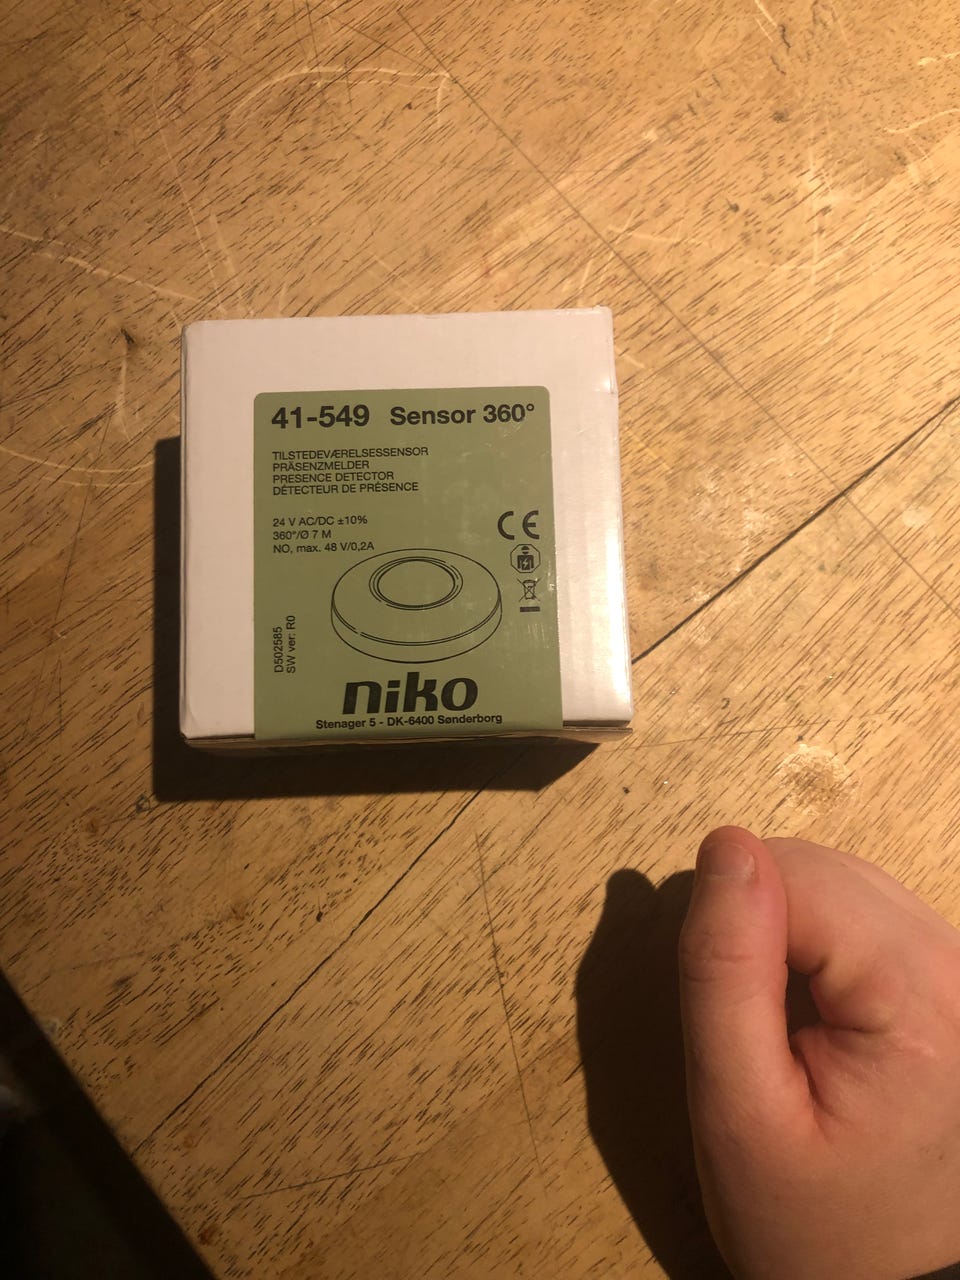 41-549 Sensor 360°
TILSTEDEVÆRELSESSENSOR
PRÄSENZMELDER
PRESENCE DETECTOR
DÉTECTEUR DE PRÉSENCE
24 V AC/DC ±10%
360°/Ø 7 M
NO, max. 48 V/0,2A
CE
D502585
SW ver: R0
niko
Stenager 5 - DK-6400 Sønderborg